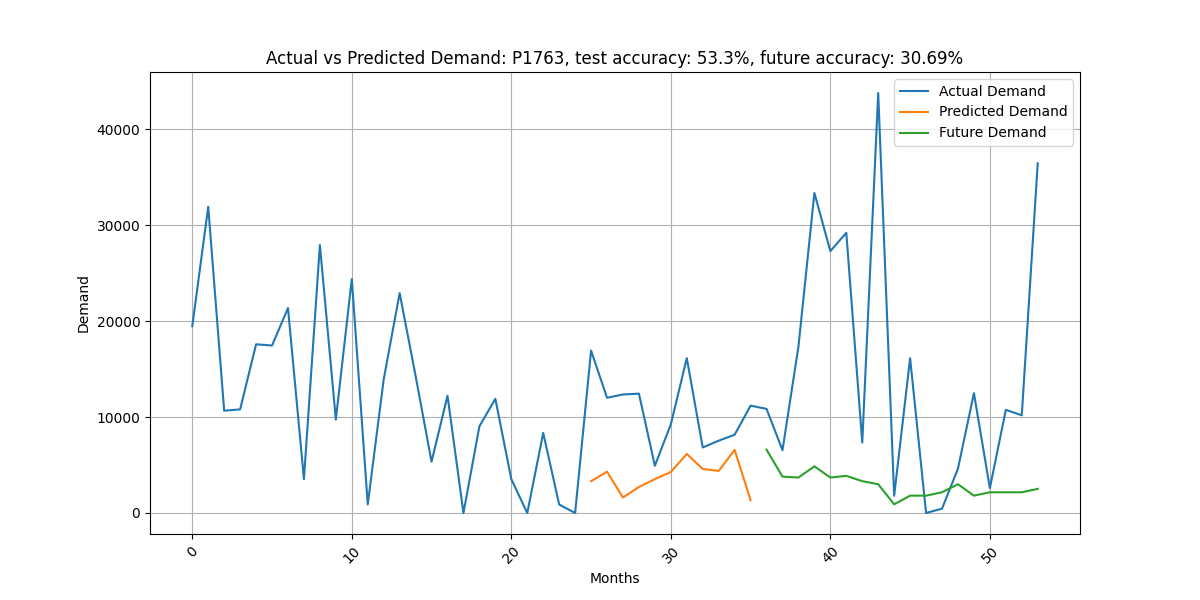 Actual vs Predicted Demand: P1763, test accuracy: 53.3%, future accuracy: 30.69%
Actual Demand
Predicted Demand
Future Demand
Demand
40000
30000
20000
10000
0
0
10
20
30
40
50
Months